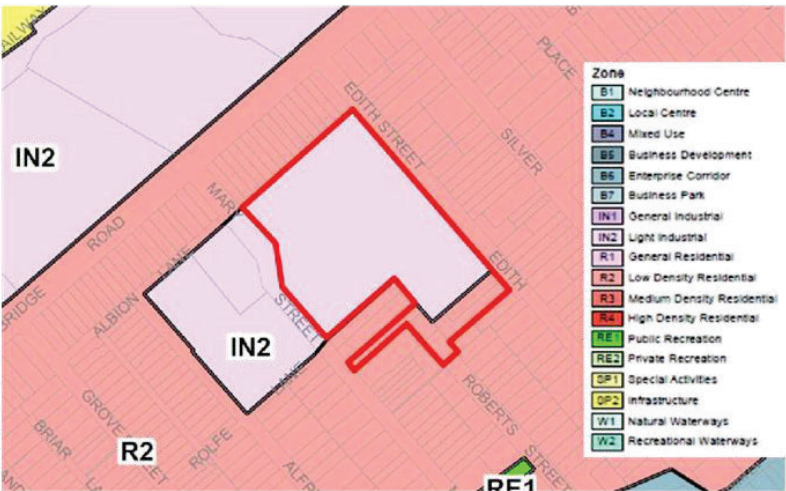 RAILWAY
PLACE
EDITH STREET
SILVER
IN2
MARY
ROAD
LANE
EDITH
BRIDGE
ALBION
STREET
IN2
LANE
GROVE STREET
ROBERTS
R2
BRIAR
ROLFE
STREET
RE1
Zone
B1 Neighbourhood Centre
B2 Local Centre
B4 Mixed Use
B5 Business Development
B6 Enterprise Corridor
B7 Business Park
IN1 General Industrial
IN2 Light Industrial
R1 General Residential
R2 Low Density Residential
R3 Medium Density Residential
R4 High Density Residential
RE1 Public Recreation
RE2 Private Recreation
SP1 Special Activities
SP2 Infrastructure
W1 Natural Waterways
W2 Recreational Waterways